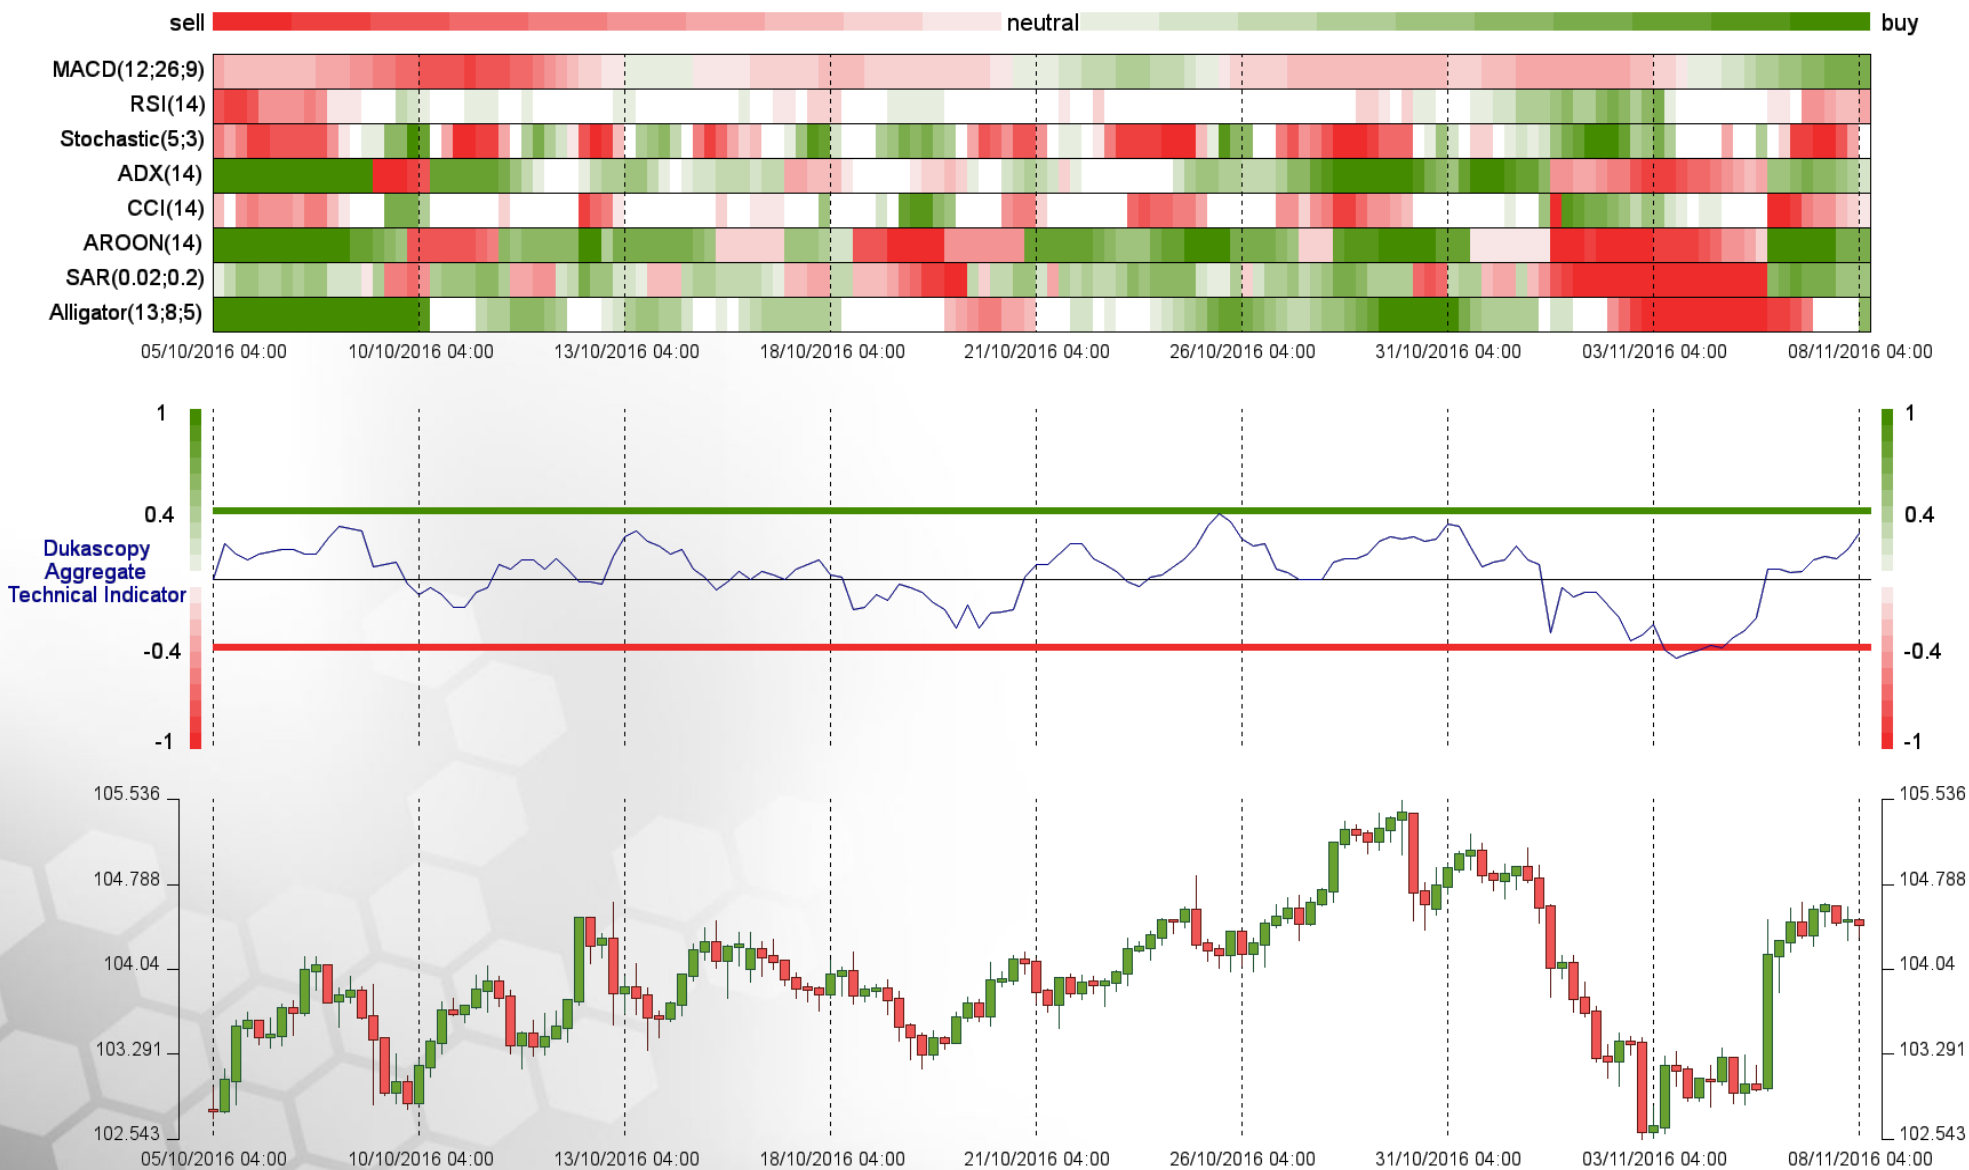 sell neutral buy
MACD(12;26;9)
RSI(14)
Stochastic(5;3)
ADX(14)
CCI(14)
AROON(14)
SAR(0.02;0.2)
Alligator(13;8;5)
05/10/2016 04:00 10/10/2016 04:00 13/10/2016 04:00 18/10/2016 04:00 21/10/2016 04:00 26/10/2016 04:00 31/10/2016 04:00 03/11/2016 04:00 08/11/2016 04:00
1 1
0.4 0.4
Dukascopy
Aggregate
Technical Indicator
-0.4 -0.4
-1 -1
105.536 105.536
104.788 104.788
104.04 104.04
103.291 103.291
102.543 102.543
05/10/2016 04:00 10/10/2016 04:00 13/10/2016 04:00 18/10/2016 04:00 21/10/2016 04:00 26/10/2016 04:00 31/10/2016 04:00 03/11/2016 04:00 08/11/2016 04:00